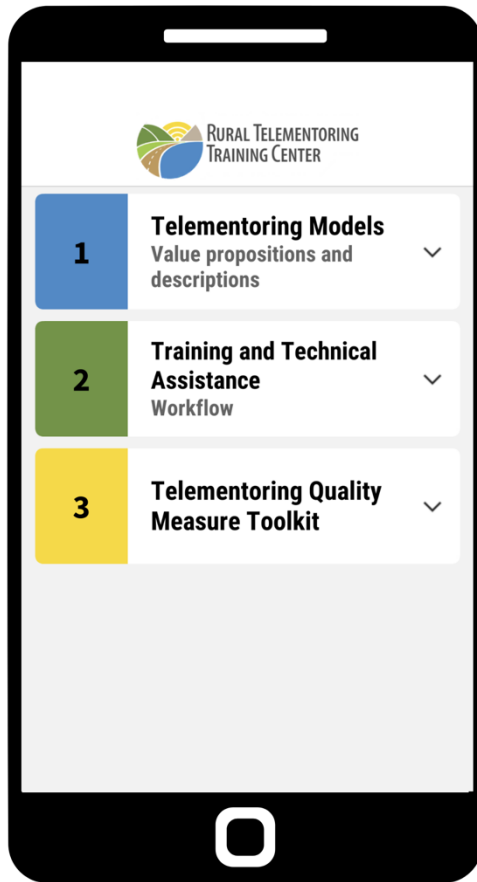 RURAL TELEMENTORING
TRAINING CENTER
1
Telementoring Models
Value propositions and
descriptions
2
Training and Technical
Assistance
Workflow
3
Telementoring Quality
Measure Toolkit